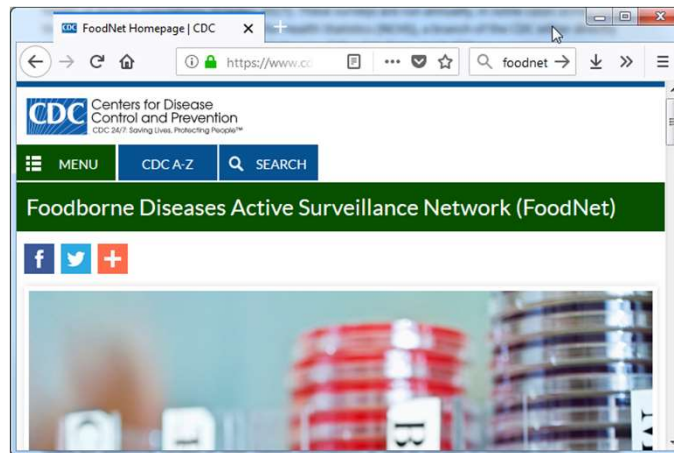 FoodNet Homepage | CDC
https://www.cd
foodnet
CDC
Centers for Disease
Control and Prevention
CDC 24/7: Saving Lives. Protecting People™
MENU
CDC A-Z
SEARCH
Foodborne Diseases Active Surveillance Network (FoodNet)
f
B